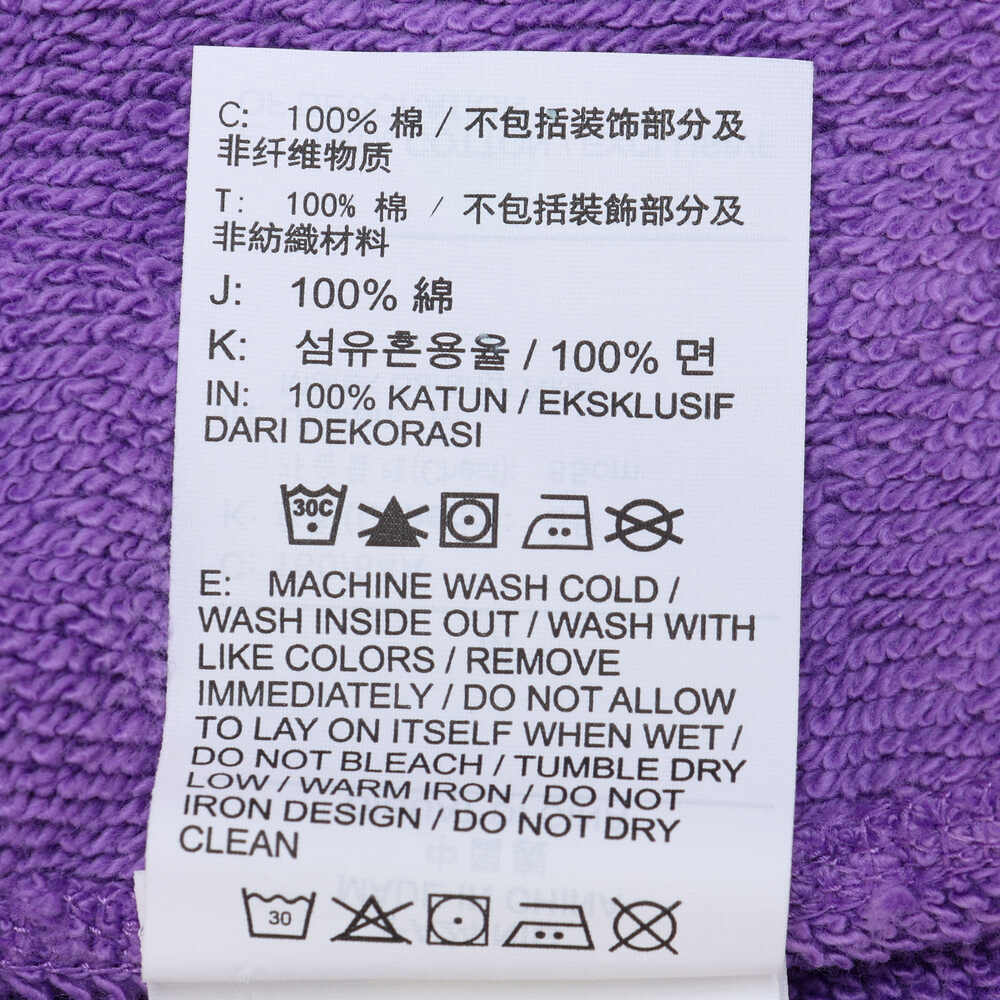 C: 100% 棉 / 不包括装饰部分及
非纤维物质
T: 100% 棉 / 不包括裝飾部分及
非紡織材料
J: 100% 綿
K: 섬유혼용율 / 100% 면
IN: 100% KATUN / EKSKLUSIF
DARI DEKORASI
30C
E: MACHINE WASH COLD /
WASH INSIDE OUT / WASH WITH
LIKE COLORS / REMOVE
IMMEDIATELY / DO NOT ALLOW
TO LAY ON ITSELF WHEN WET /
DO NOT BLEACH / TUMBLE DRY
LOW / WARM IRON / DO NOT
IRON DESIGN / DO NOT DRY
CLEAN
30